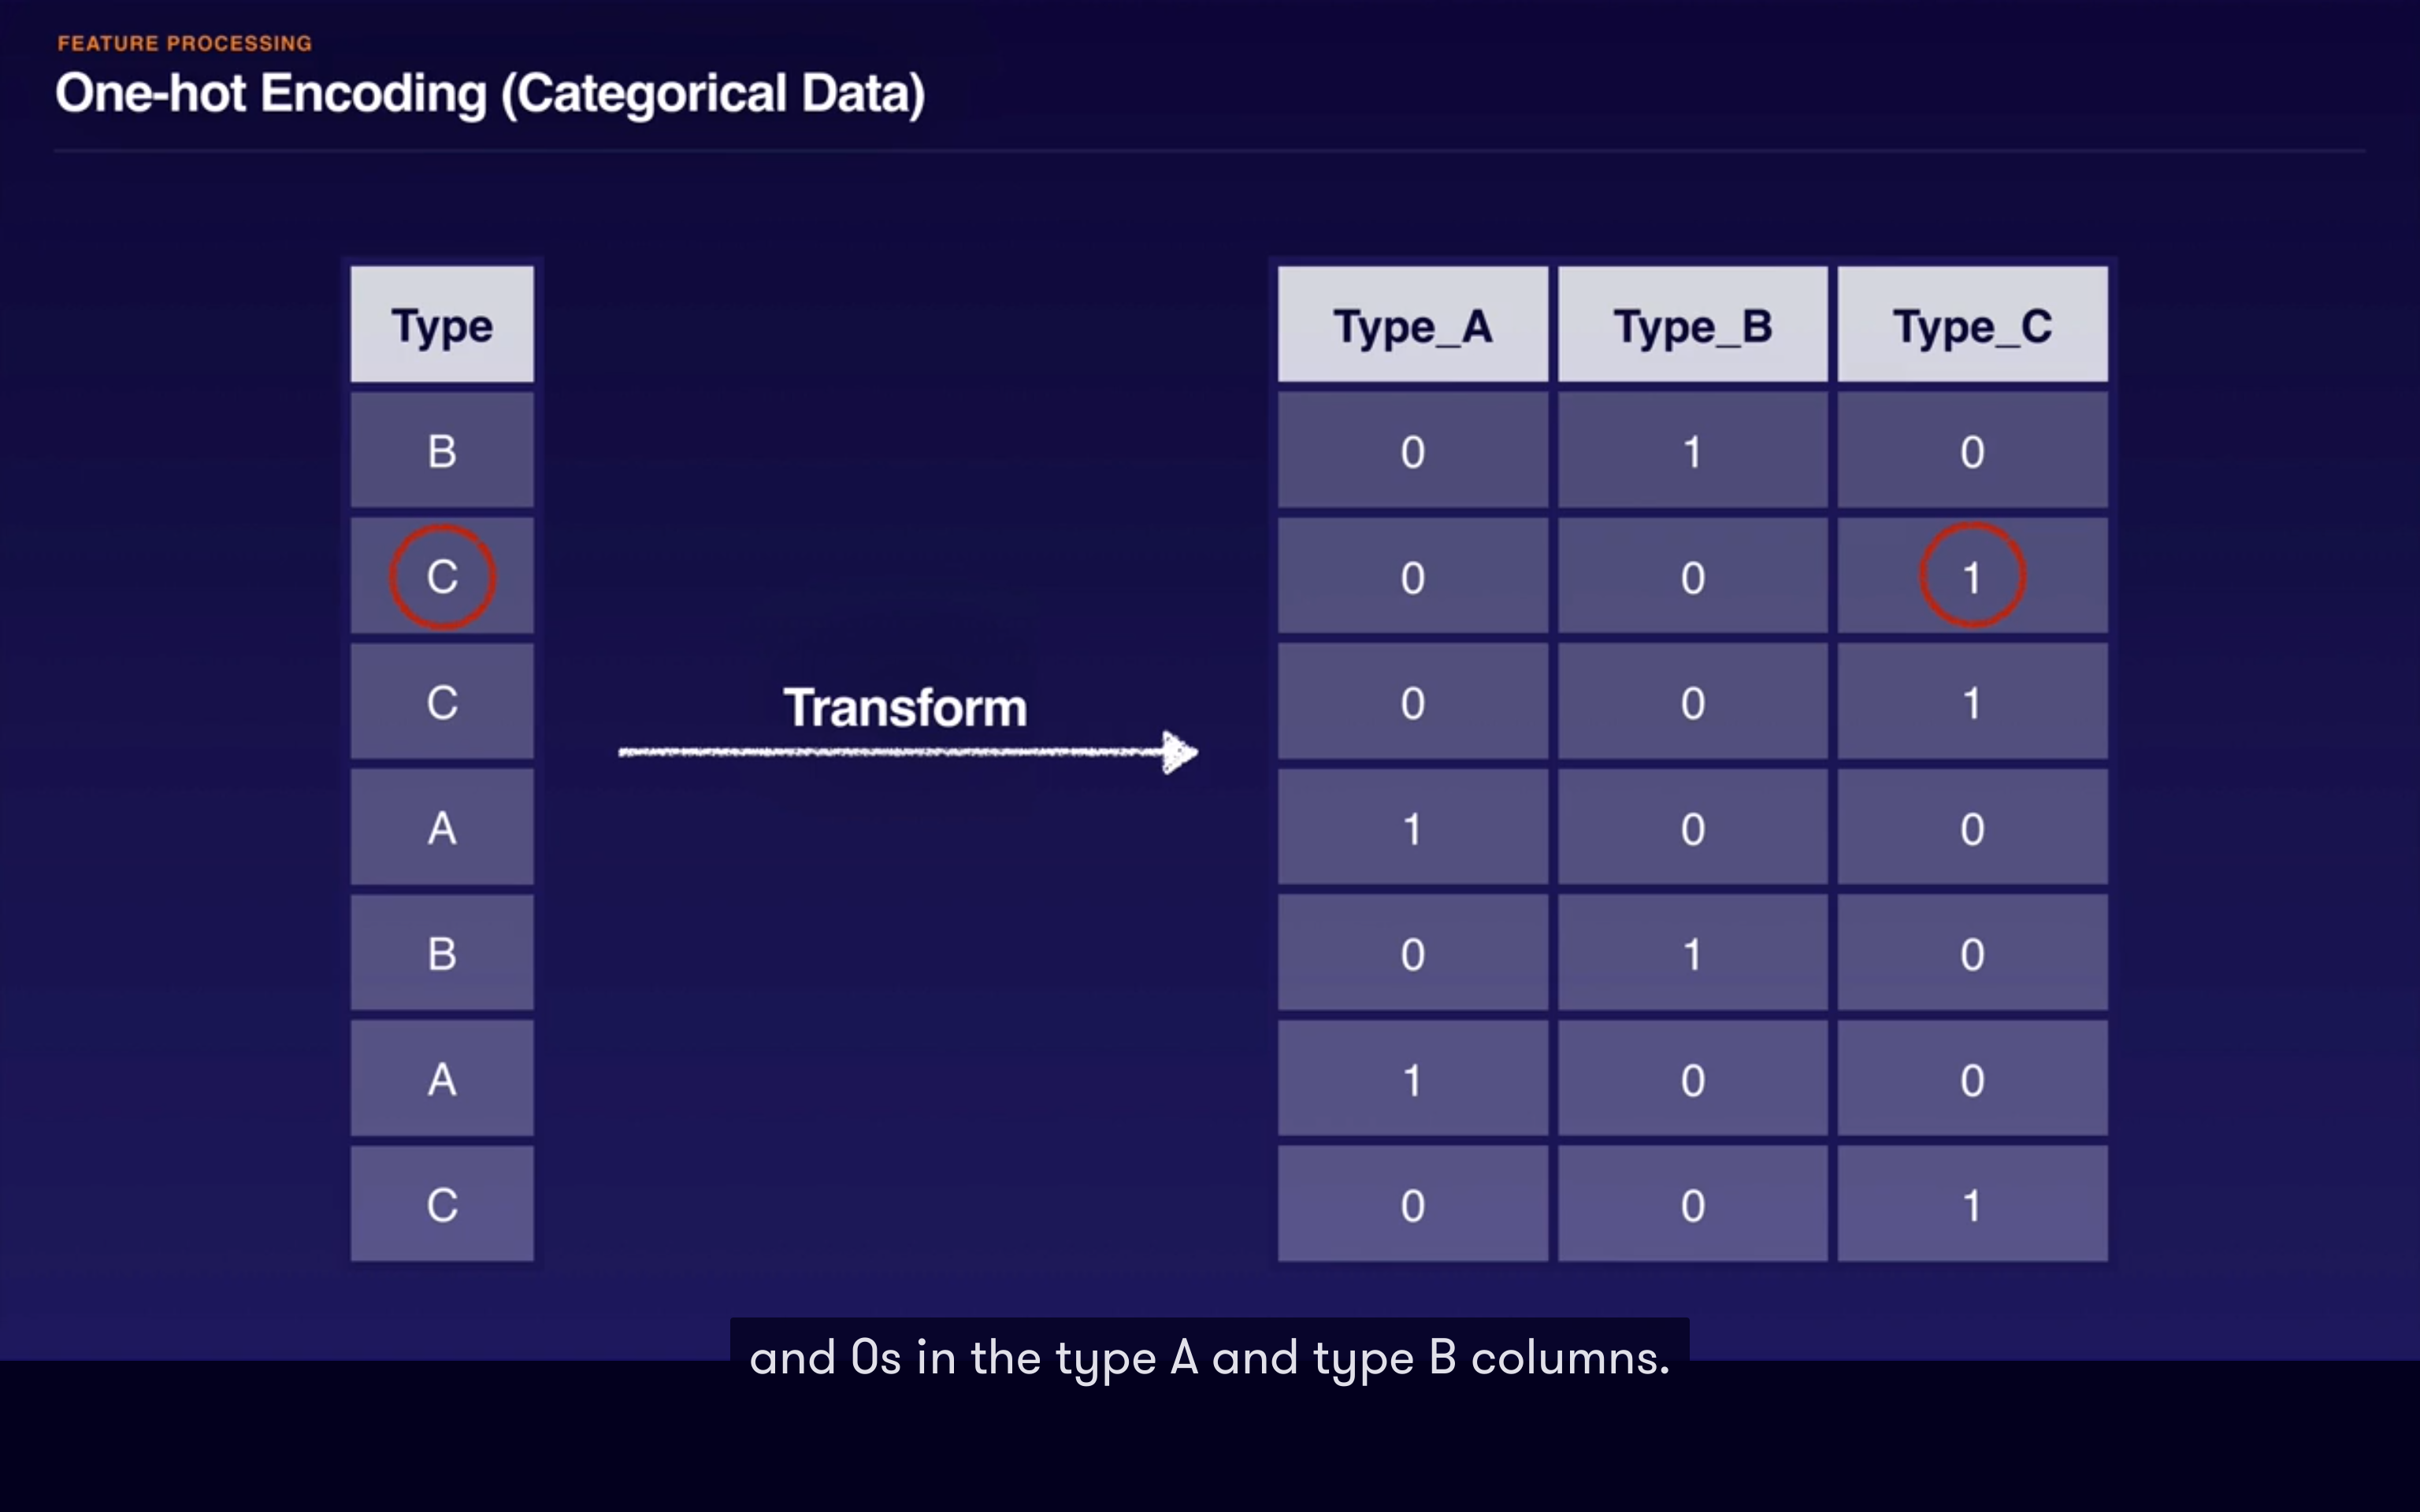 FEATURE PROCESSING
One-hot Encoding (Categorical Data)
Type
B
C
C
A
B
A
C
Transform
Type_A Type_B Type_C
0 1 0
0 0 1
0 0 1
1 0 0
0 1 0
1 0 0
0 0 1
and 0s in the type A and type B columns.